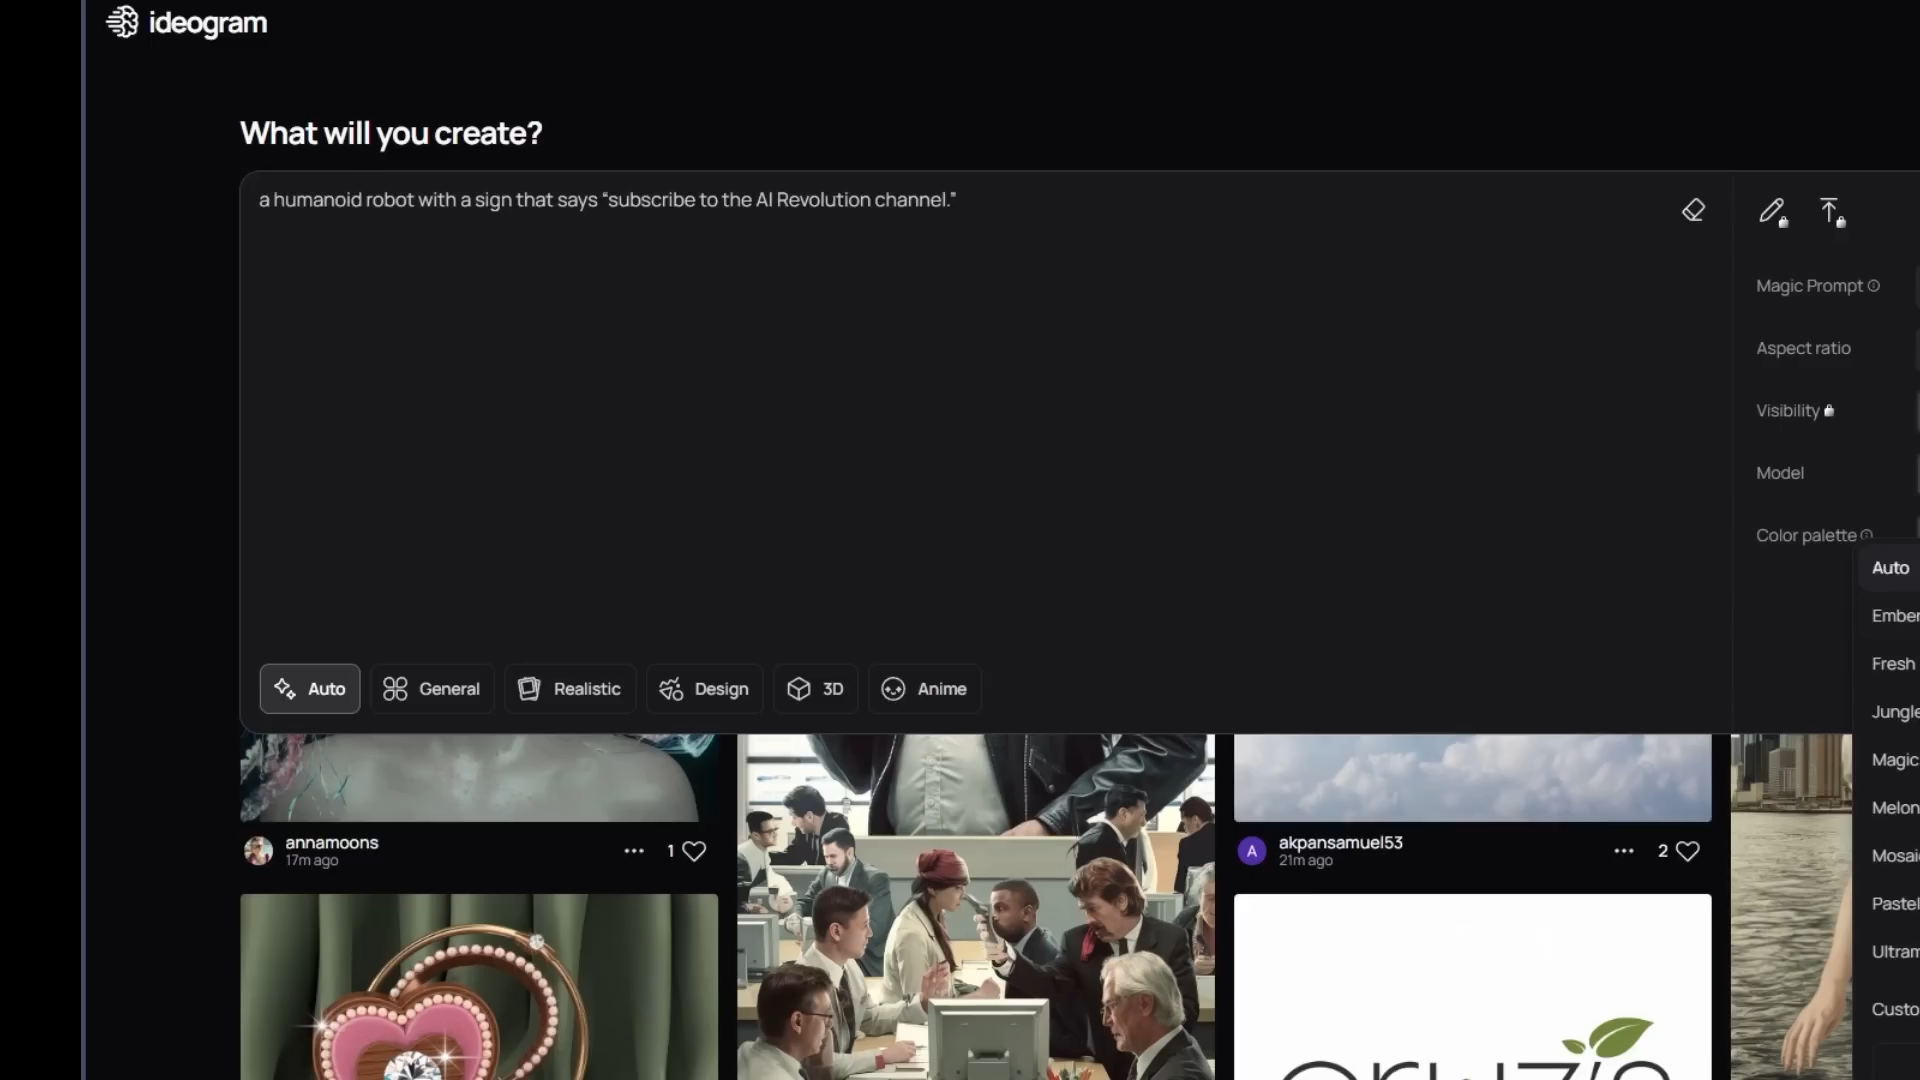 ideogram
What will you create?
a humanoid robot with a sign that says “subscribe to the AI Revolution channel.”
Magic Prompt
Aspect ratio
Visibility
Model
Color palette
Auto
Ember
Fresh
Jungle
Magic
Melon
Mosaic
Pastel
Auto
General
Realistic
Design
3D
Anime
annamoons
17m ago
1
A
akpansamuel53
21m ago
2